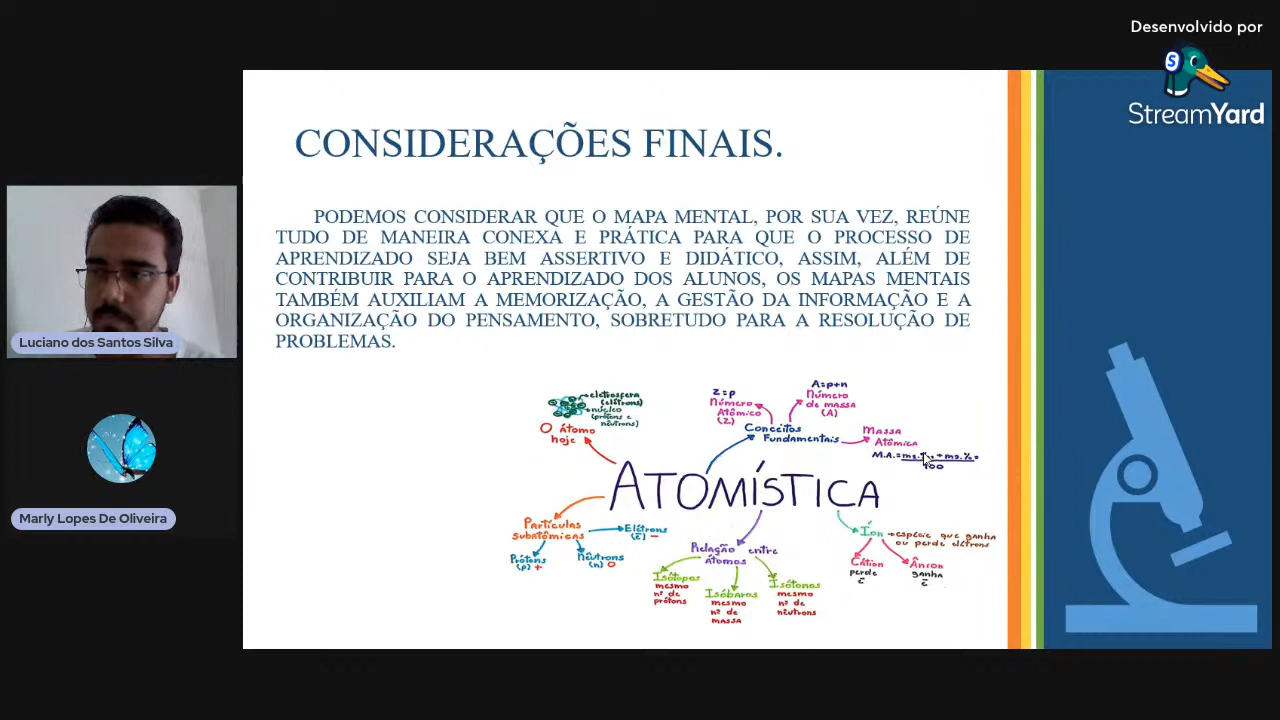 Desenvolvido por
StreamYard
CONSIDERAÇÕES FINAIS.
PODEMOS CONSIDERAR QUE O MAPA MENTAL, POR SUA VEZ, REÚNE
TUDO DE MANEIRA CONEXA E PRÁTICA PARA QUE O PROCESSO DE
APRENDIZADO SEJA BEM ASSERTIVO E DIDÁTICO, ASSIM, ALÉM DE
CONTRIBUIR PARA O APRENDIZADO DOS ALUNOS, OS MAPAS MENTAIS
TAMBÉM AUXILIAM A MEMORIZAÇÃO, A GESTÃO DA INFORMAÇÃO E A
ORGANIZAÇÃO DO PENSAMENTO, SOBRETUDO PARA A RESOLUÇÃO DE
PROBLEMAS.
Luciano dos Santos Silva
Marly Lopes De Oliveira
eletrosfera
(elétrons)
núcleo
(prótons e
nêutrons)
O átomo
hoje
Z=p
Número
Atômico
(Z)
A=p+n
Número
de massa
(A)
Conceitos
Fundamentais
Massa
Atômica
M.A.=
100
ATOMÍSTICA
Partículas
subatômicas
Elétrons
(e) −
Prótons
(p) +
Nêutrons
(n) 0
Relação entre
átomos
Isótopos
mesmo
nº de
prótons
Isóbaros
mesmo
nº de
massa
Isótonos
mesmo
nº de
nêutrons
Íon
espécie que ganha
ou perde elétrons
Cátion
perde
e
Ânion
ganha
e